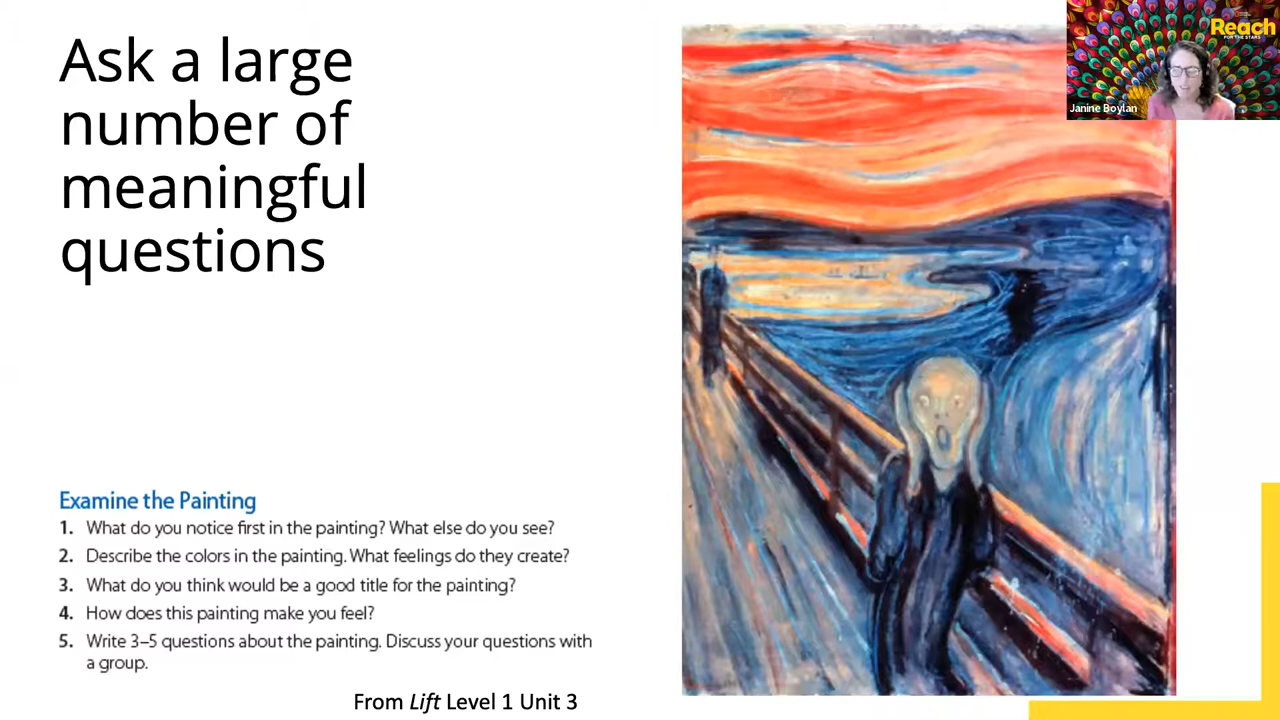 Ask a large
number of
meaningful
questions
Examine the Painting
1. What do you notice first in the painting? What else do you see?
2. Describe the colors in the painting. What feelings do they create?
3. What do you think would be a good title for the painting?
4. How does this painting make you feel?
5. Write 3–5 questions about the painting. Discuss your questions with
a group.
From Lift Level 1 Unit 3
Reach
FOR THE STARS
Janine Boylan